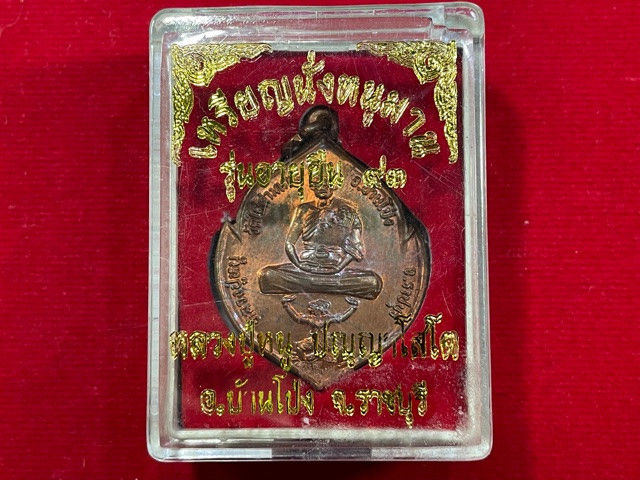 เหรียญนั่งหนุมาน
รุ่นอายุยืน ๙๓
หลวงปู่หนู ปญฺญาโสโต
อ.บ้านโป่ง จ.ราชบุรี